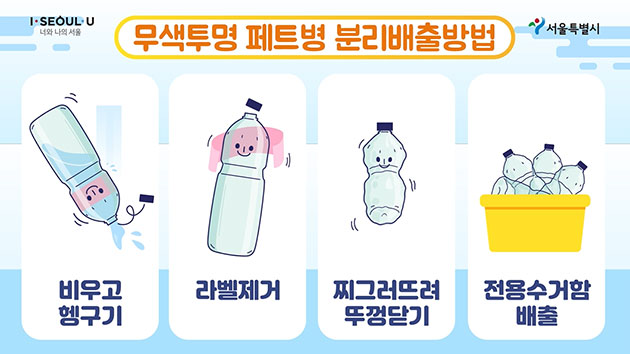 I·SEOUL·U
너와 나의 서울
무색투명 페트병 분리배출방법
서울특별시
비우고
헹구기
라벨제거
찌그러뜨려
뚜껑닫기
전용수거함
배출